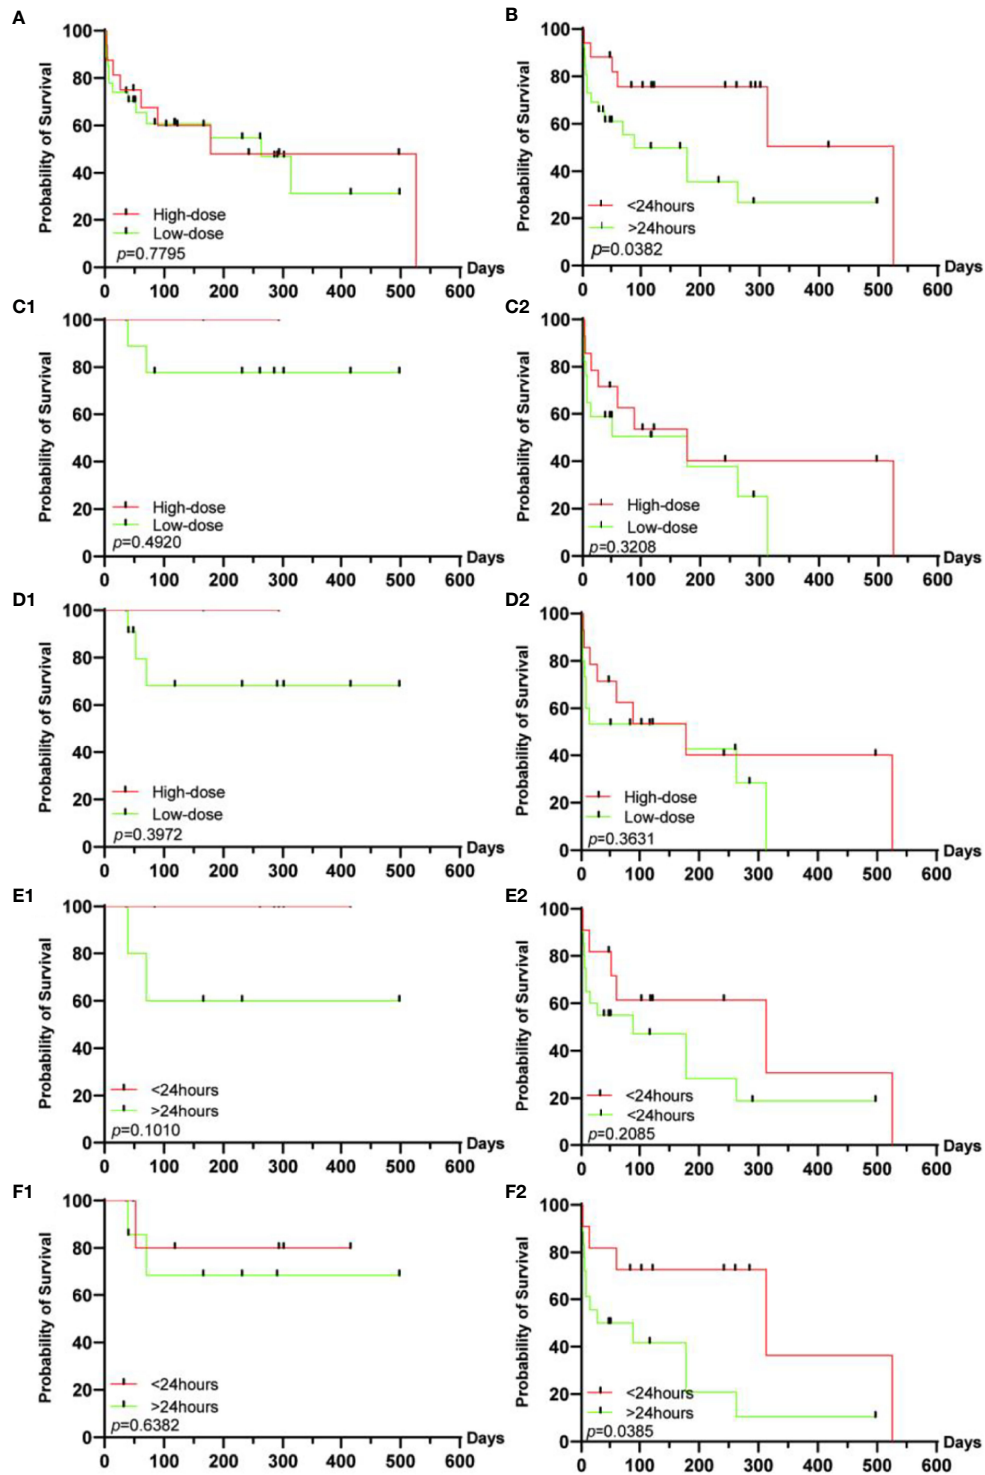 A
Probability of Survival
100
80
60
40
20
0
High-dose
Low-dose
p=0.7795
Days
0 100 200 300 400 500 600
B
Probability of Survival
100
80
60
40
20
0
<24hours
>24hours
p=0.0382
Days
0 100 200 300 400 500 600
C1
Probability of Survival
100
80
60
40
20
0
High-dose
Low-dose
p=0.4920
Days
0 100 200 300 400 500 600
C2
Probability of Survival
100
80
60
40
20
0
High-dose
Low-dose
p=0.3208
Days
0 100 200 300 400 500 600
D1
Probability of Survival
100
80
60
40
20
0
High-dose
Low-dose
p=0.3972
Days
0 100 200 300 400 500 600
D2
Probability of Survival
100
80
60
40
20
0
High-dose
Low-dose
p=0.3631
Days
0 100 200 300 400 500 600
E1
Probability of Survival
100
80
60
40
20
0
<24hours
>24hours
p=0.1010
Days
0 100 200 300 400 500 600
E2
Probability of Survival
100
80
60
40
20
0
<24hours
<24hours
p=0.2085
Days
0 100 200 300 400 500 600
F1
Probability of Survival
100
80
60
40
20
0
<24hours
>24hours
p=0.6382
Days
0 100 200 300 400 500 600
F2
Probability of Survival
100
80
60
40
20
0
<24hours
>24hours
p=0.0385
Days
0 100 200 300 400 500 600